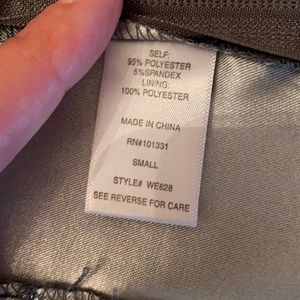 SELF:
95% POLYESTER
5%SPANDEX
LINING:
100% POLYESTER
MADE IN CHINA
RN#101331
SMALL
STYLE# WE628
SEE REVERSE FOR CARE